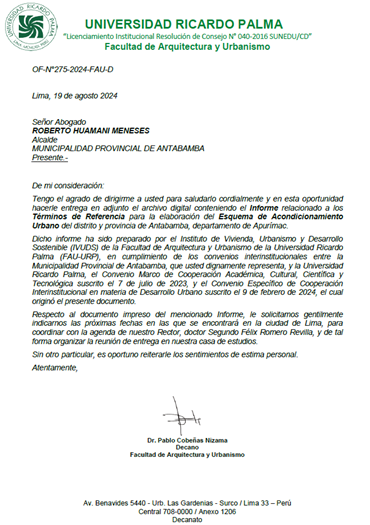 UNIVERSIDAD RICARDO PALMA
"Licenciamiento Institucional Resolución de Consejo N° 040-2016 SUNEDU/CD"
Facultad de Arquitectura y Urbanismo
OF-N°275-2024-FAU-D
Lima, 19 de agosto 2024
Señor Abogado
ROBERTO HUAMANI MENESES
Alcalde
MUNICIPALIDAD PROVINCIAL DE ANTABAMBA
Presente.-
De mi consideración:
Tengo el agrado de dirigirme a usted para saludarlo cordialmente y en esta oportunidad
hacerle entrega en adjunto el archivo digital conteniendo el Informe relacionado a los
Términos de Referencia para la elaboración del Esquema de Acondicionamiento
Urbano del distrito y provincia de Antabamba, departamento de Apurímac.
Dicho informe ha sido preparado por el Instituto de Vivienda, Urbanismo y Desarrollo
Sostenible (IVUDS) de la Facultad de Arquitectura y Urbanismo de la Universidad Ricardo
Palma (FAU-URP), en cumplimiento de los convenios interinstitucionales entre la
Municipalidad Provincial de Antabamba, que usted dignamente representa, y la Universidad
Ricardo Palma, el Convenio Marco de Cooperación Académica, Científica, Cultural y
Tecnológica suscrito el 7 de julio de 2023, y el Convenio Específico de Cooperación
Interinstitucional en materia de Desarrollo Urbano suscrito el 9 de febrero de 2024, el cual
originó el presente documento.
Respecto al documento impreso del mencionado Informe, le solicitamos gentilmente
indicarnos las próximas fechas en las que se encontrará en la ciudad de Lima, para
coordinar con la agenda de nuestro Rector, doctor Segundo Félix Romero Revilla, y de tal
forma organizar la reunión de entrega en nuestra casa de estudios.
Sin otro particular, es oportuno reiterarle los sentimientos de estima personal.
Atentamente,
Dr. Pablo Cobeñas Nizama
Decano
Facultad de Arquitectura y Urbanismo
Av. Benavides 5440 - Urb. Las Gardenias - Surco / Lima 33 – Perú
Central 708-0000 / Anexo 1206
Decanato